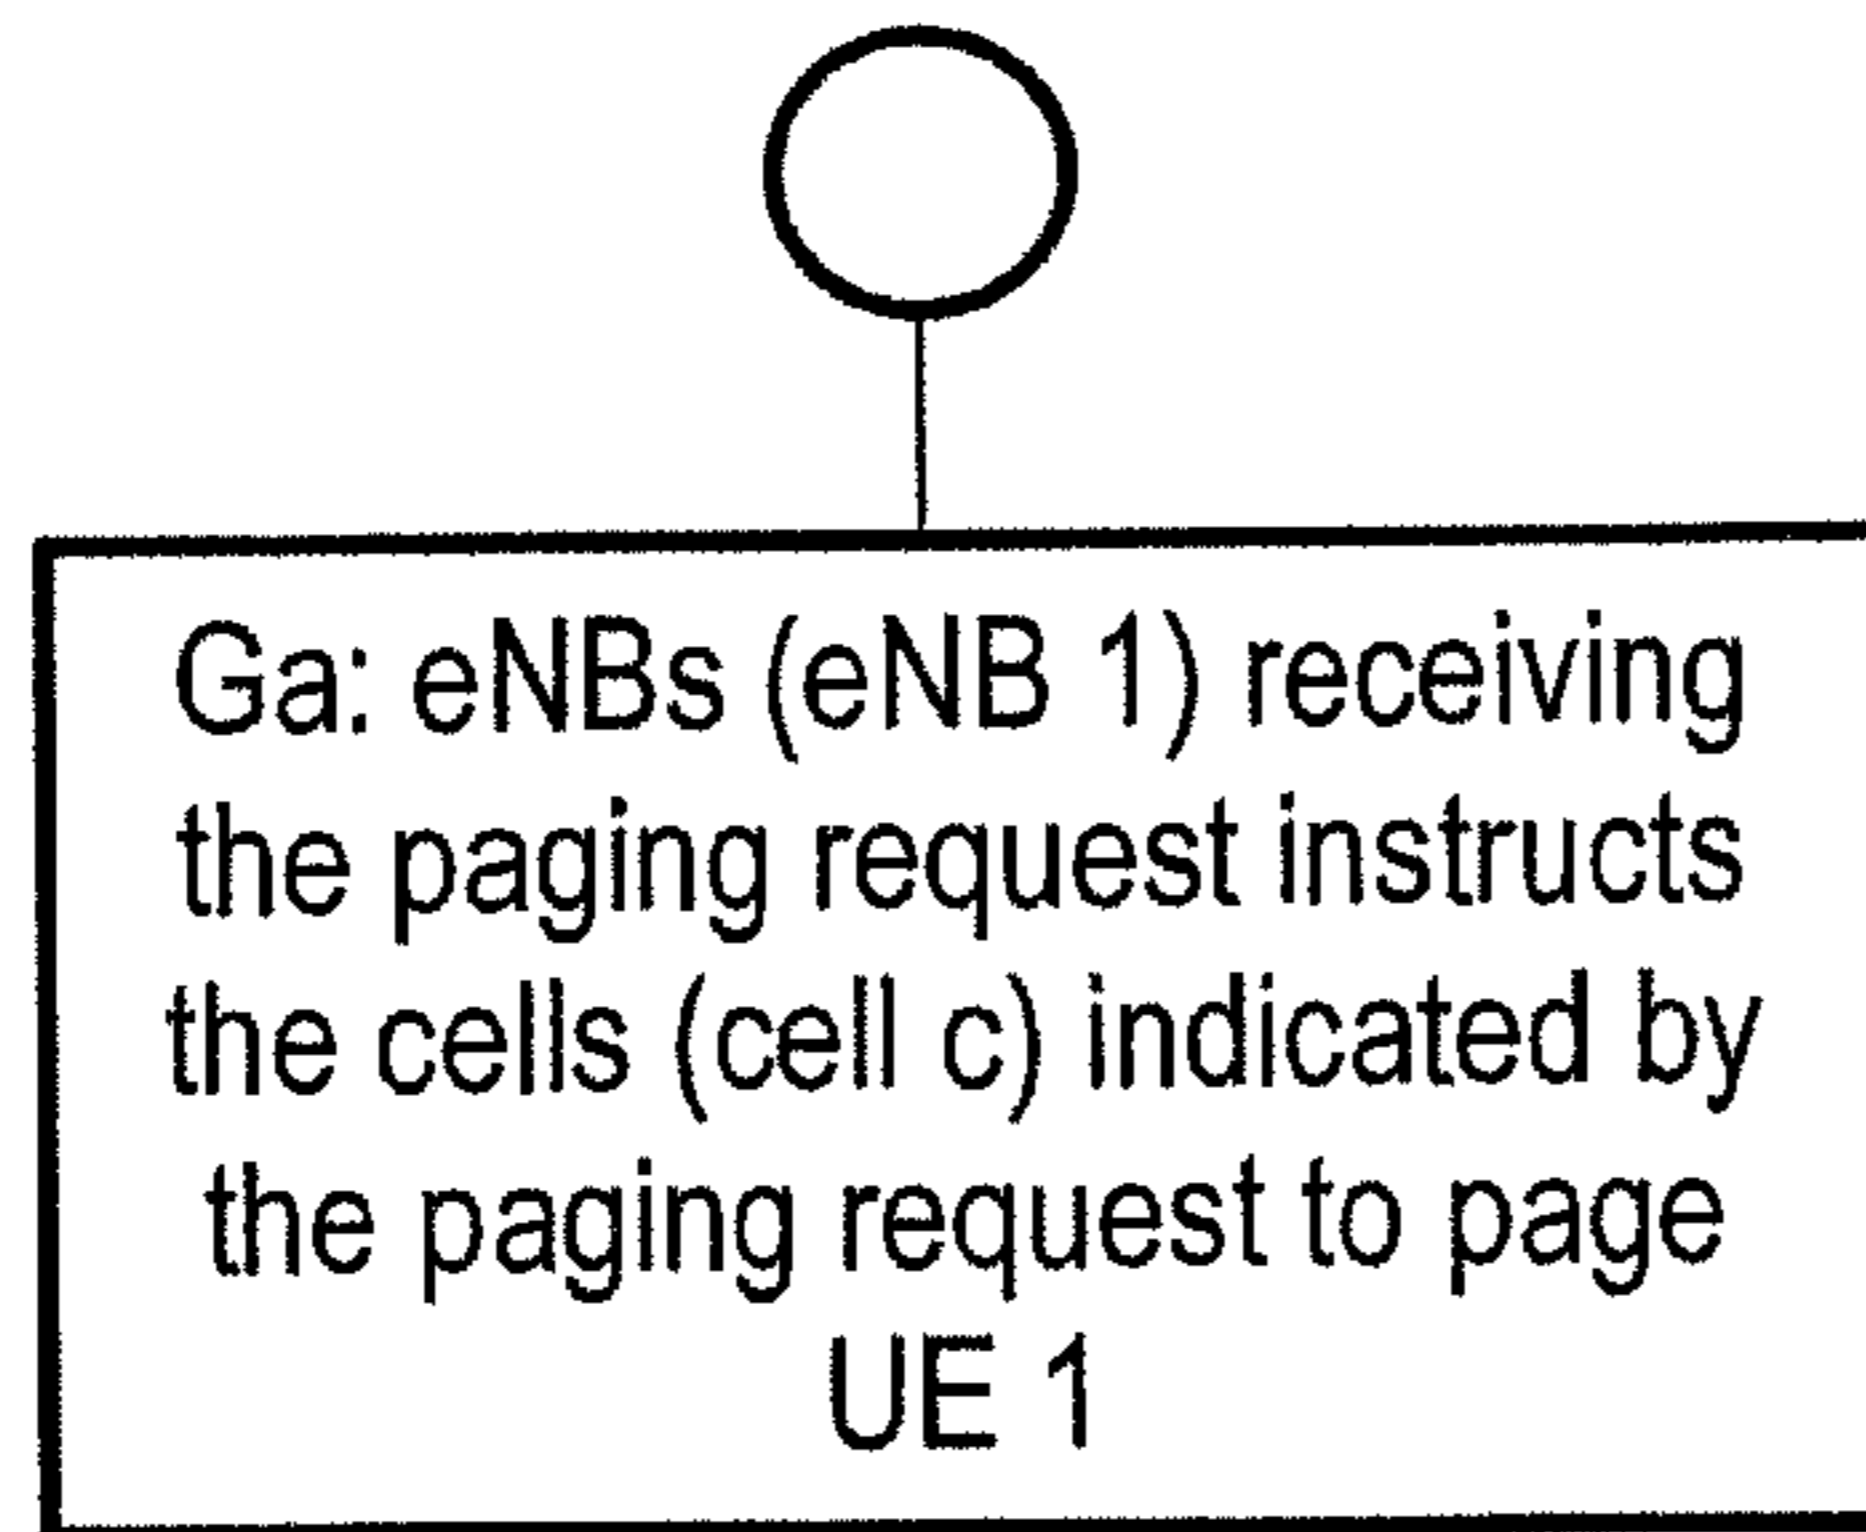 Ga: eNBs (eNB 1) receiving
the paging request instructs
the cells (cell c) indicated by
the paging request to page
UE 1